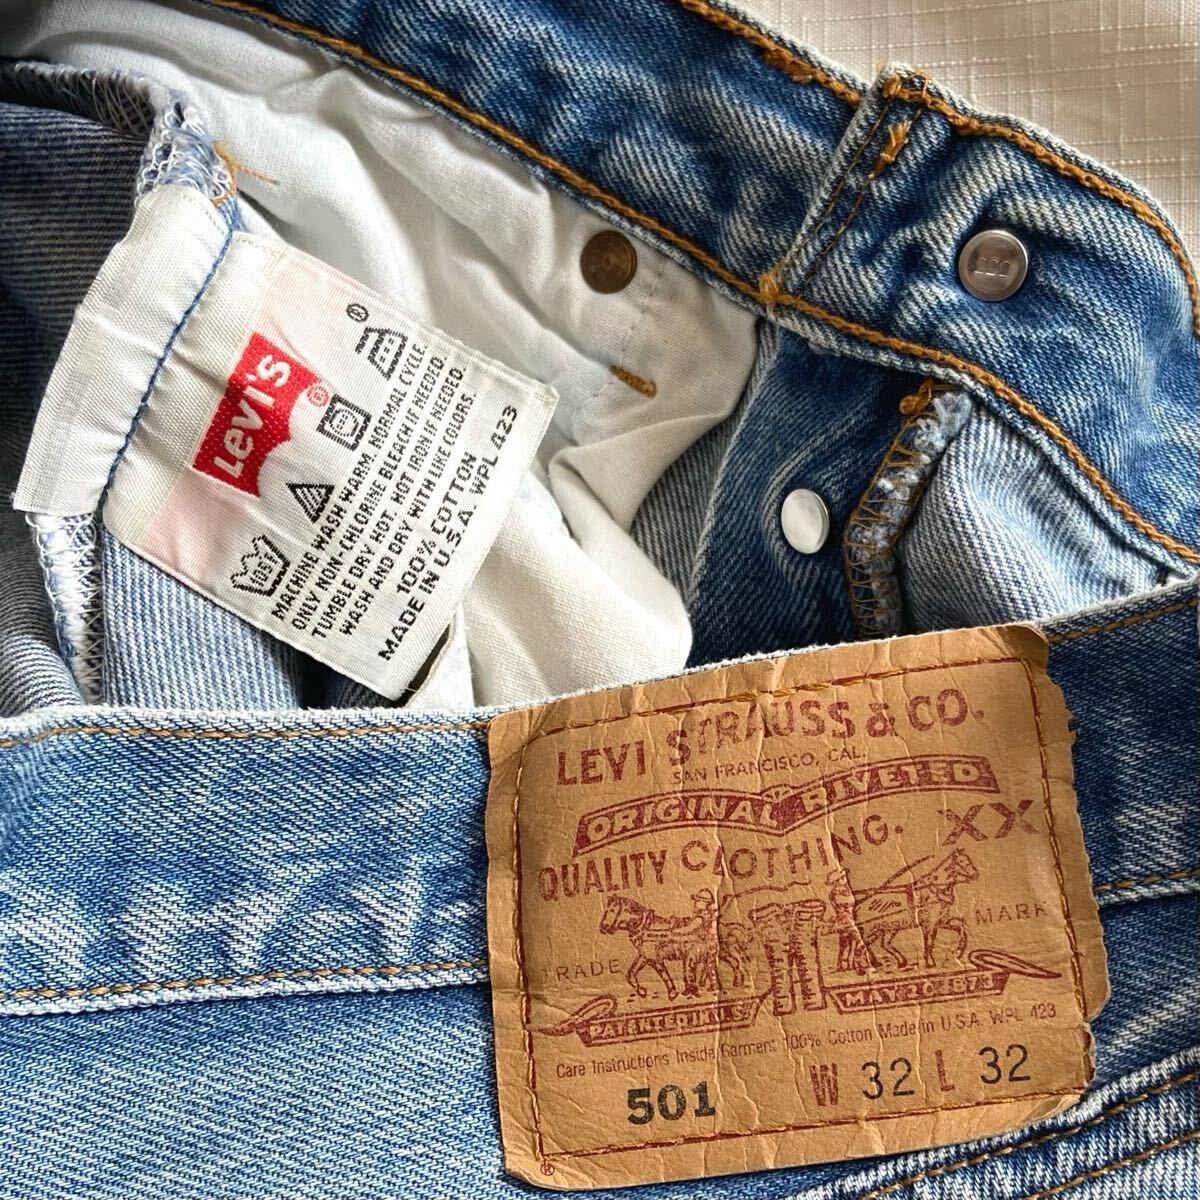 Levi's ®
®
MACHINE WASH WARM, NORMAL CYCLE.
ONLY NON-CHLORINE BLEACH IF NEEDED.
TUMBLE DRY HOT. HOT IRON IF NEEDED.
WASH AND DRY WITH LIKE COLORS.
100% COTTON
MADE IN U.S.A. WPL 423
555
LEVI STRAUSS & CO.
SAN FRANCISCO, CAL.
ORIGINAL RIVETED
QUALITY CLOTHING. XX
TRADE MARK
PATENTED IN U.S. MAY 20 1873
Care Instructions Inside Garment 100% Cotton Made in U.S.A. WPL 423
501 W 32 L 32
®